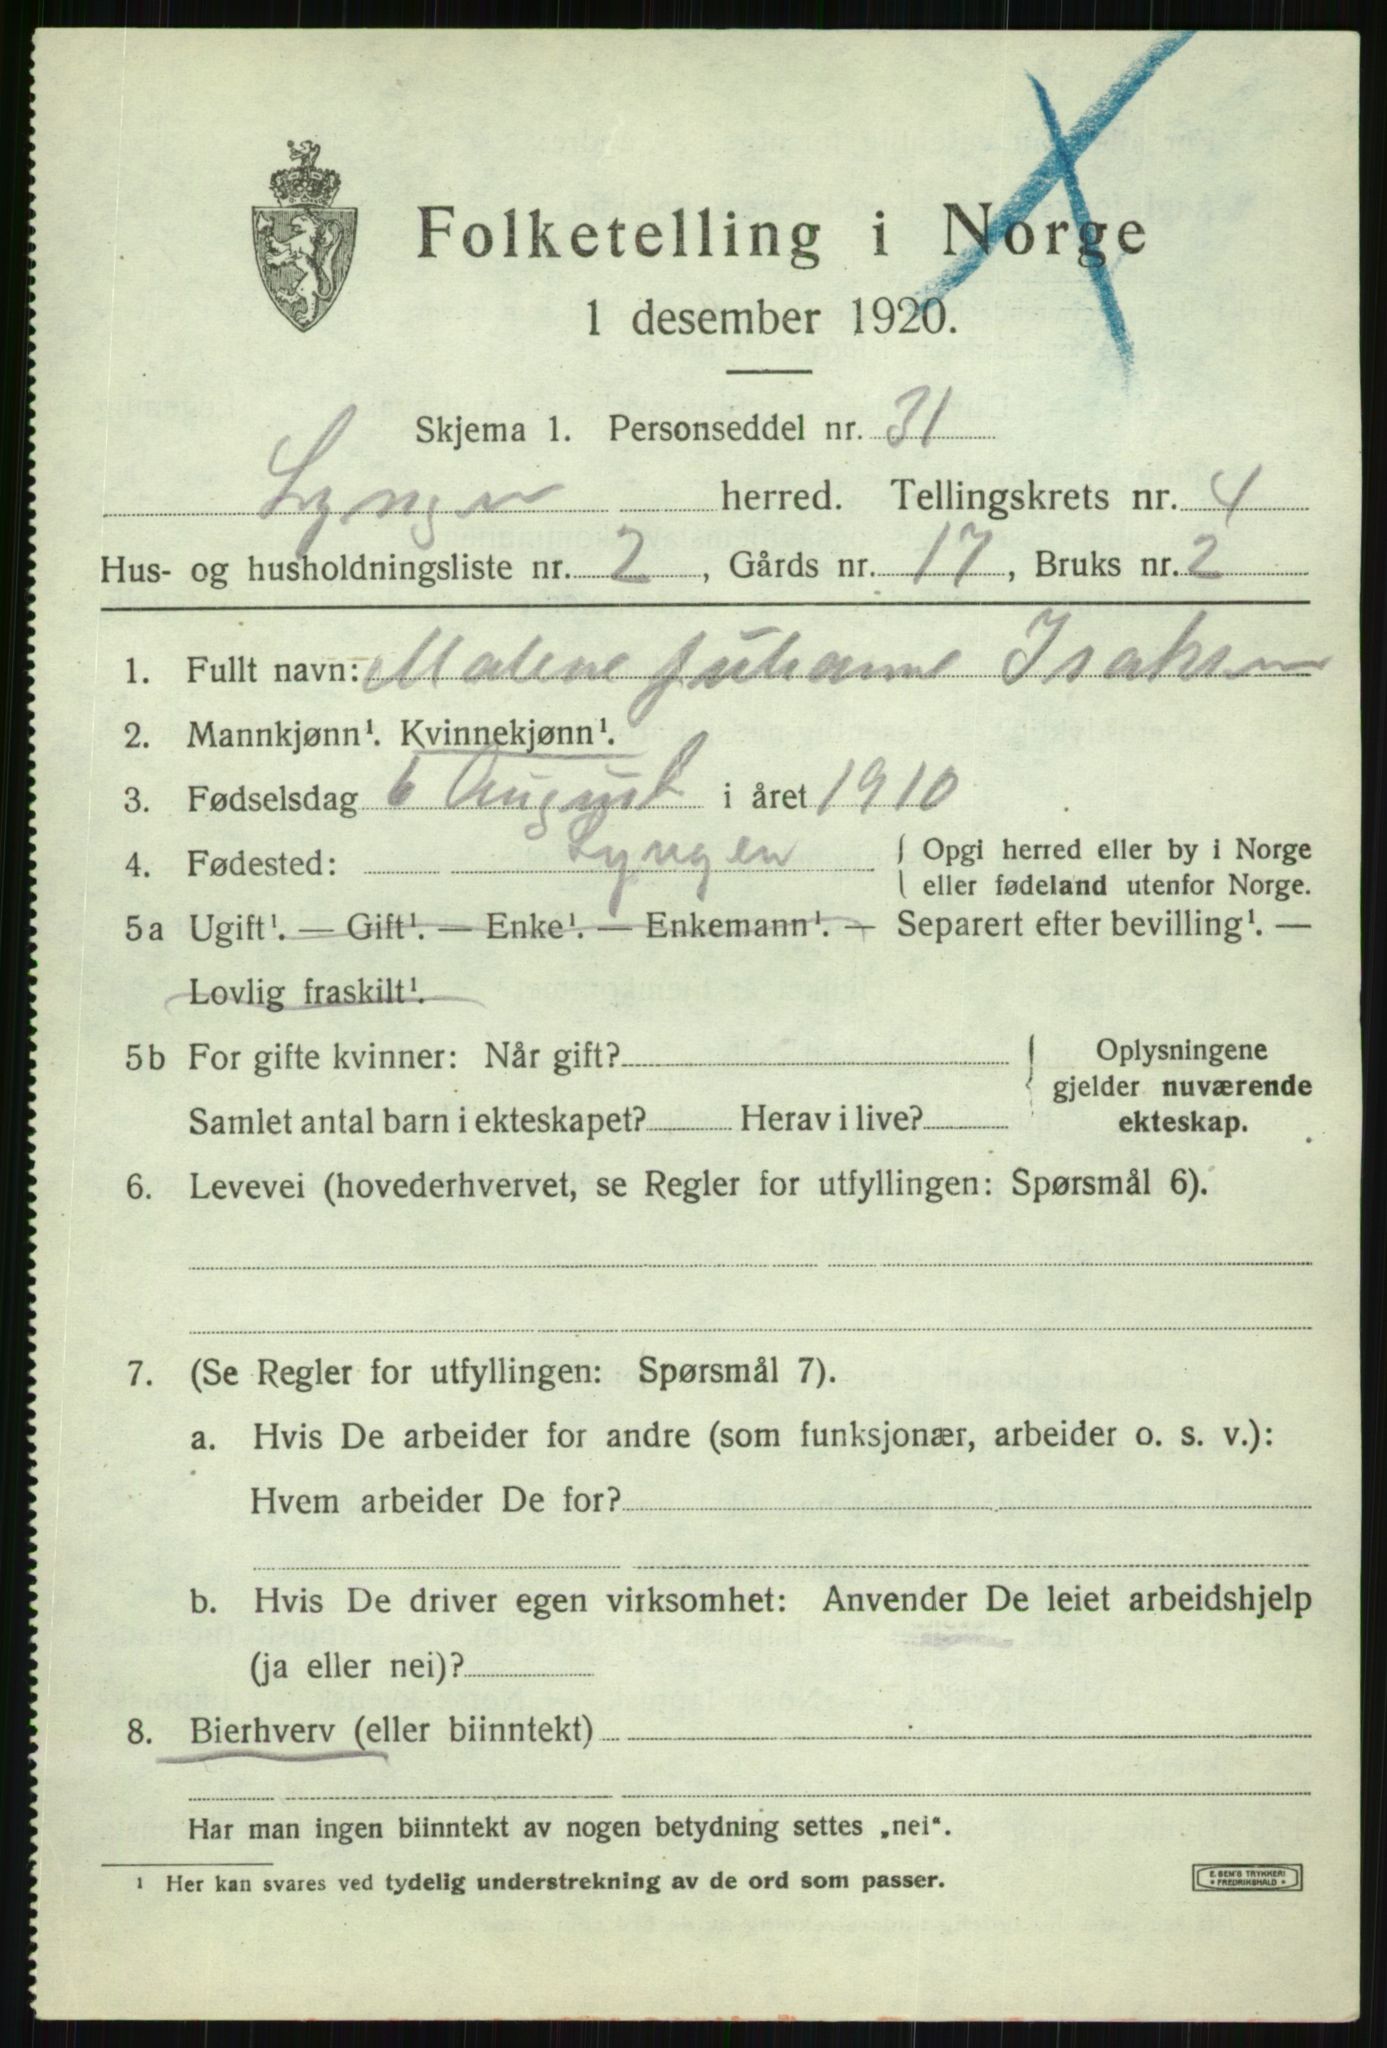 Folketelling i Norge
1 desember 1920.
Skjema 1. Personseddel nr. 31
Lyngen herred. Tellingskrets nr. 4
Hus- og husholdningsliste nr. 2, Gårds nr. 17, Bruks nr. 2
1. Fullt navn: Malene Juhanne Isaksen
2. Mannkjønn¹. Kvinnekjønn¹.
3. Fødselsdag 6 August i året 1910
4. Fødested: Lyngen { Opgi herred eller by i Norge
eller fødeland utenfor Norge.
5a Ugift¹. — Gift¹. — Enke¹. — Enkemann¹. — Separert efter bevilling¹. —
Lovlig fraskilt¹.
5b For gifte kvinner: Når gift? { Oplysningene
gjelder nuværende
Samlet antal barn i ekteskapet? Herav i live? ekteskap.
6. Levevei (hovederhvervet, se Regler for utfyllingen: Spørsmål 6).
7. (Se Regler for utfyllingen: Spørsmål 7).
a. Hvis De arbeider for andre (som funksjonær, arbeider o. s. v.):
Hvem arbeider De for?
b. Hvis De driver egen virksomhet: Anvender De leiet arbeidshjelp
(ja eller nei)?
8. Bierhverv (eller biinntekt)
Har man ingen biinntekt av nogen betydning settes „nei“.
¹ Her kan svares ved tydelig understrekning av de ord som passer.
E. SEM'S TRYKKERI
* FREDRIKSHALD *